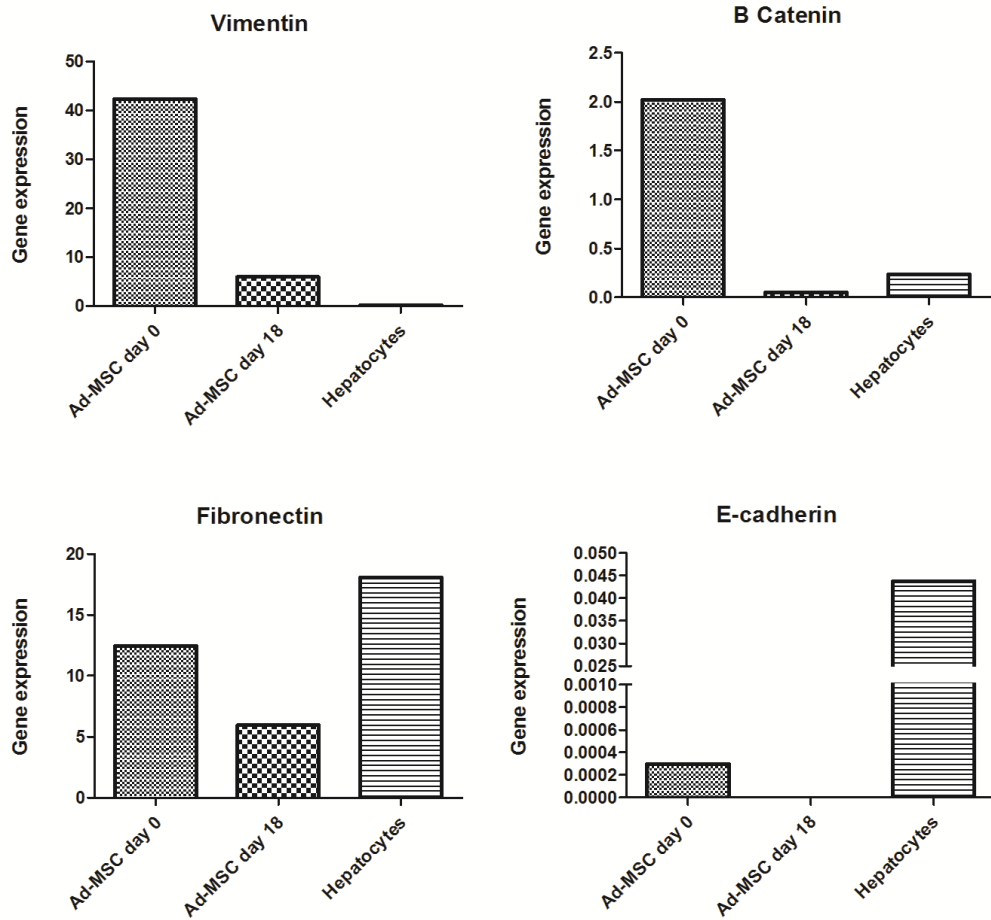 Vimentin
Gene expression
50
40
30
20
10
0
Ad-MSC day 0
Ad-MSC day 18
Hepatocytes
B Catenin
Gene expression
2.5
2.0
1.5
1.0
0.5
0.0
Ad-MSC day 0
Ad-MSC day 18
Hepatocytes
Fibronectin
Gene expression
20
15
10
5
0
Ad-MSC day 0
Ad-MSC day 18
Hepatocytes
E-cadherin
Gene expression
0.050
0.045
0.040
0.035
0.030
0.025
0.0010
0.0008
0.0006
0.0004
0.0002
0.0000
Ad-MSC day 0
Ad-MSC day 18
Hepatocytes